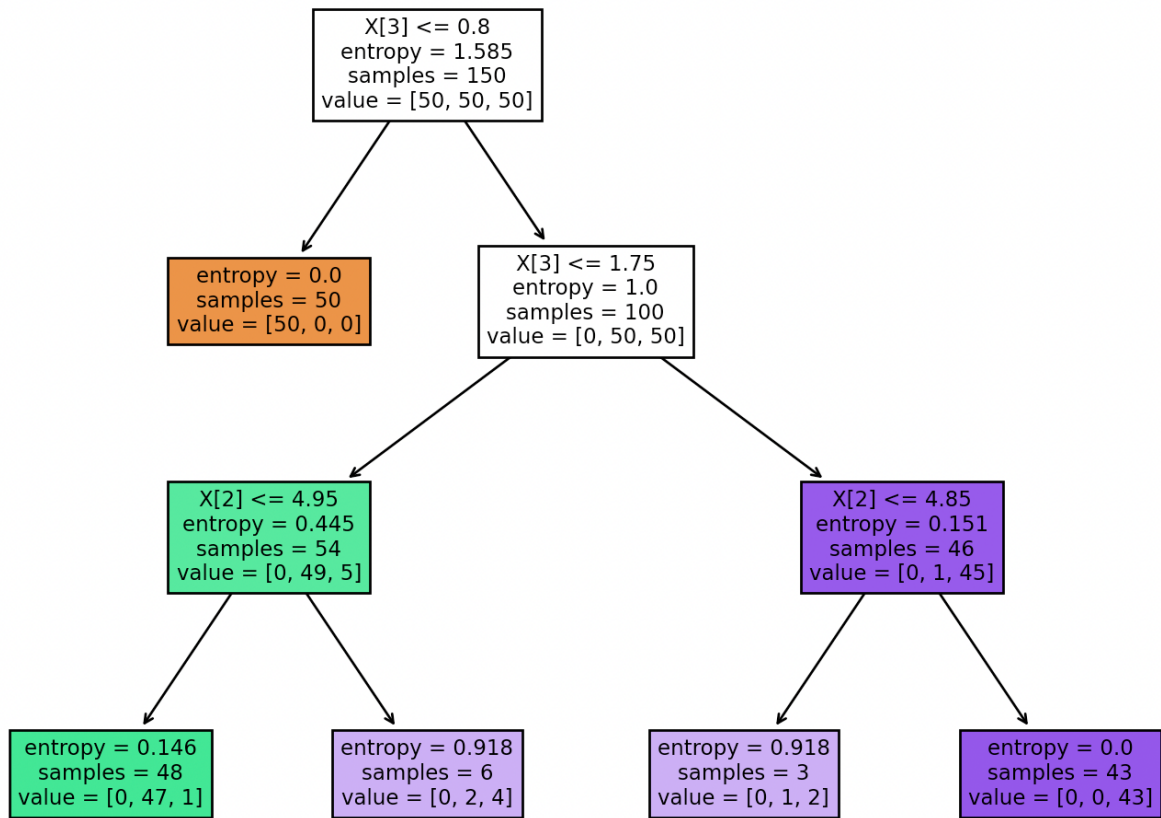 X[3] <= 0.8
entropy = 1.585
samples = 150
value = [50, 50, 50]
entropy = 0.0
samples = 50
value = [50, 0, 0]
X[3] <= 1.75
entropy = 1.0
samples = 100
value = [0, 50, 50]
X[2] <= 4.95
entropy = 0.445
samples = 54
value = [0, 49, 5]
X[2] <= 4.85
entropy = 0.151
samples = 46
value = [0, 1, 45]
entropy = 0.146
samples = 48
value = [0, 47, 1]
entropy = 0.918
samples = 6
value = [0, 2, 4]
entropy = 0.918
samples = 3
value = [0, 1, 2]
entropy = 0.0
samples = 43
value = [0, 0, 43]